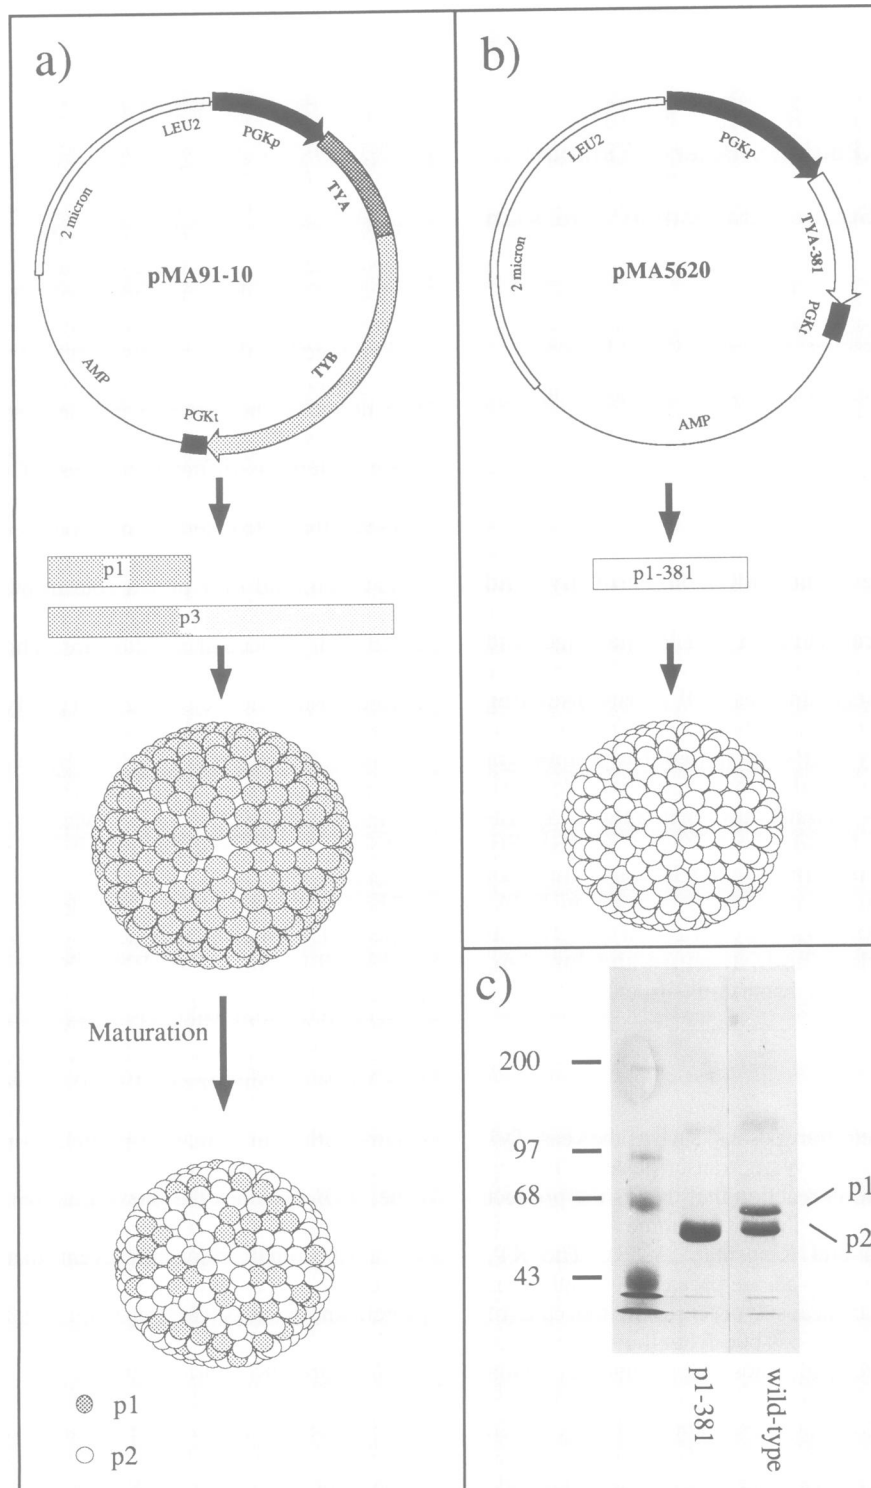 a)
LEU2
PGKp
TYA
2 micron
pMA91-10
TYB
AMP
PGKt
p1
p3
Maturation
p1
p2
b)
PGKp
LEU2
TYA-381
2 micron
pMA5620
PGKt
AMP
p1-381
c)
200
97
68
43
p1
p2
p1-381
wild-type